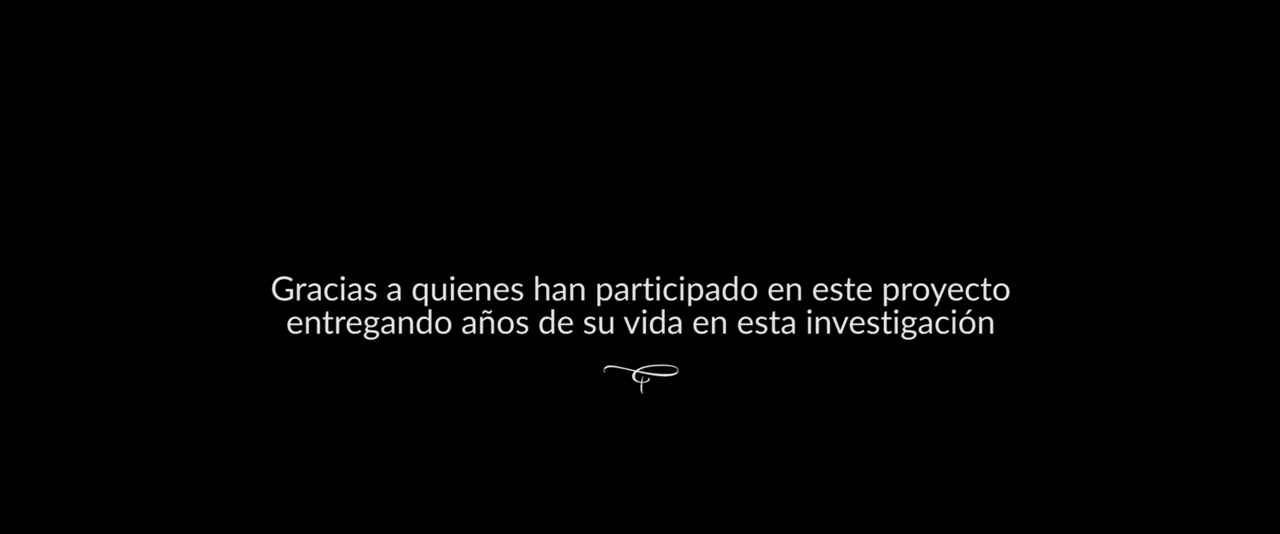 Gracias a quienes han participado en este proyecto
entregando años de su vida en esta investigación